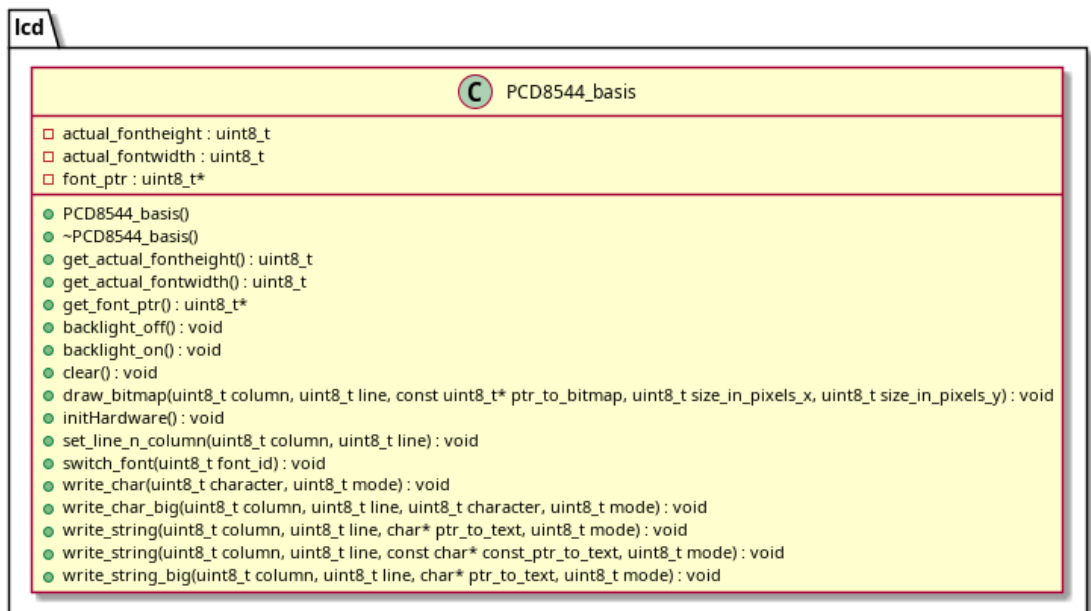 lcd
C PCD8544_basis
actual_fontheight : uint8_t
actual_fontwidth : uint8_t
font_ptr : uint8_t*
PCD8544_basis()
~PCD8544_basis()
get_actual_fontheight() : uint8_t
get_actual_fontwidth() : uint8_t
get_font_ptr() : uint8_t*
backlight_off() : void
backlight_on() : void
clear() : void
draw_bitmap(uint8_t column, uint8_t line, const uint8_t* ptr_to_bitmap, uint8_t size_in_pixels_x, uint8_t size_in_pixels_y) : void
initHardware() : void
set_line_n_column(uint8_t column, uint8_t line) : void
switch_font(uint8_t font_id) : void
write_char(uint8_t character, uint8_t mode) : void
write_char_big(uint8_t column, uint8_t line, uint8_t character, uint8_t mode) : void
write_string(uint8_t column, uint8_t line, char* ptr_to_text, uint8_t mode) : void
write_string(uint8_t column, uint8_t line, const char* const_ptr_to_text, uint8_t mode) : void
write_string_big(uint8_t column, uint8_t line, char* ptr_to_text, uint8_t mode) : void